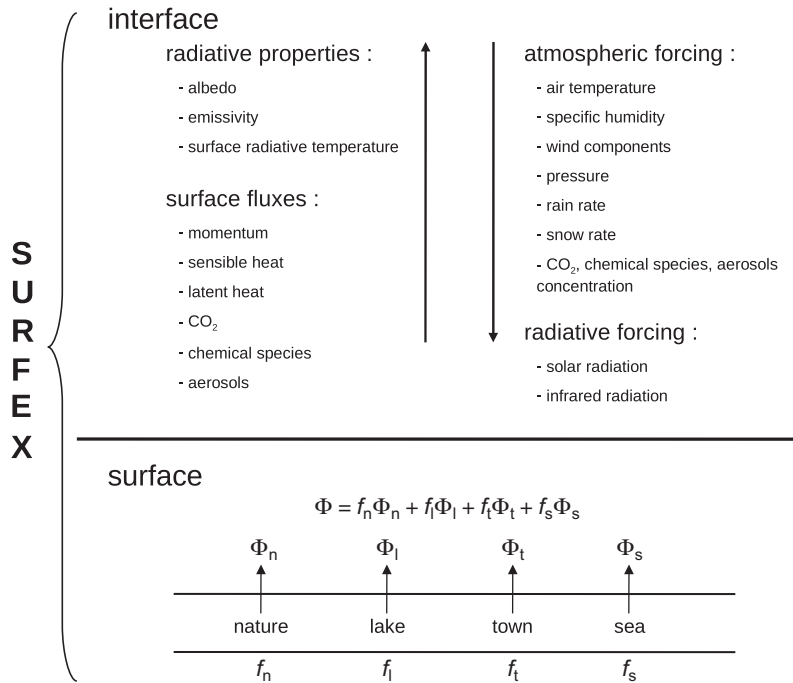 SURFEX
interface
radiative properties :
- albedo
- emissivity
- surface radiative temperature
surface fluxes :
- momentum
- sensible heat
- latent heat
- CO₂
- chemical species
- aerosols
atmospheric forcing :
- air temperature
- specific humidity
- wind components
- pressure
- rain rate
- snow rate
- CO₂, chemical species, aerosols
concentration
radiative forcing :
- solar radiation
- infrared radiation
surface
Φ = fₙΦₙ + fₗΦₗ + fₜΦₜ + fₛΦₛ
Φₙ Φₗ Φₜ Φₛ
nature lake town sea
fₙ fₗ fₜ fₛ